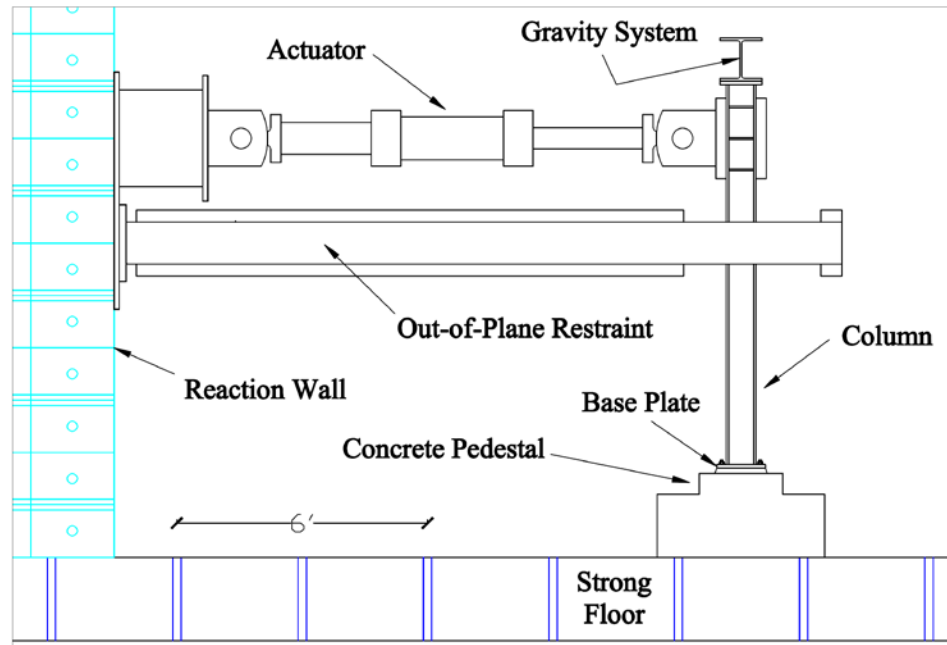 Gravity
System
Actuator
Out-of-Plane Restraint
Column
Reaction Wall
Base Plate
Concrete Pedestal
6'
Strong
Floor